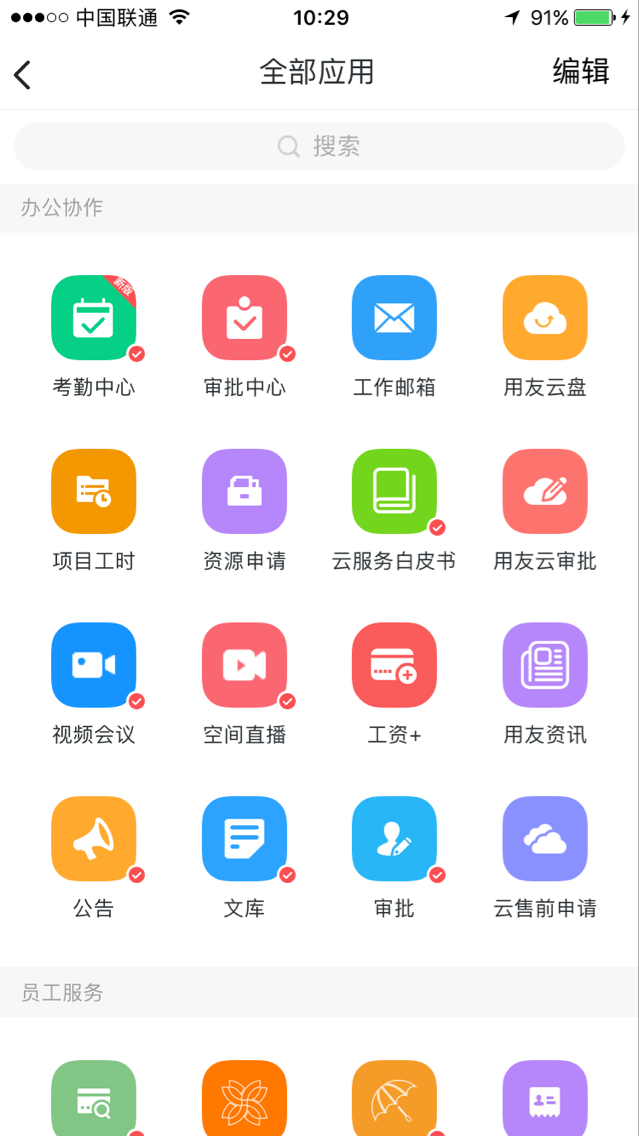 中国联通 10:29 91%
全部应用 编辑
搜索
办公协作
新版
考勤中心 审批中心 工作邮箱 用友云盘
项目工时 资源申请 云服务白皮书 用友云审批
视频会议 空间直播 工资+ 用友资讯
公告 文库 审批 云售前申请
员工服务